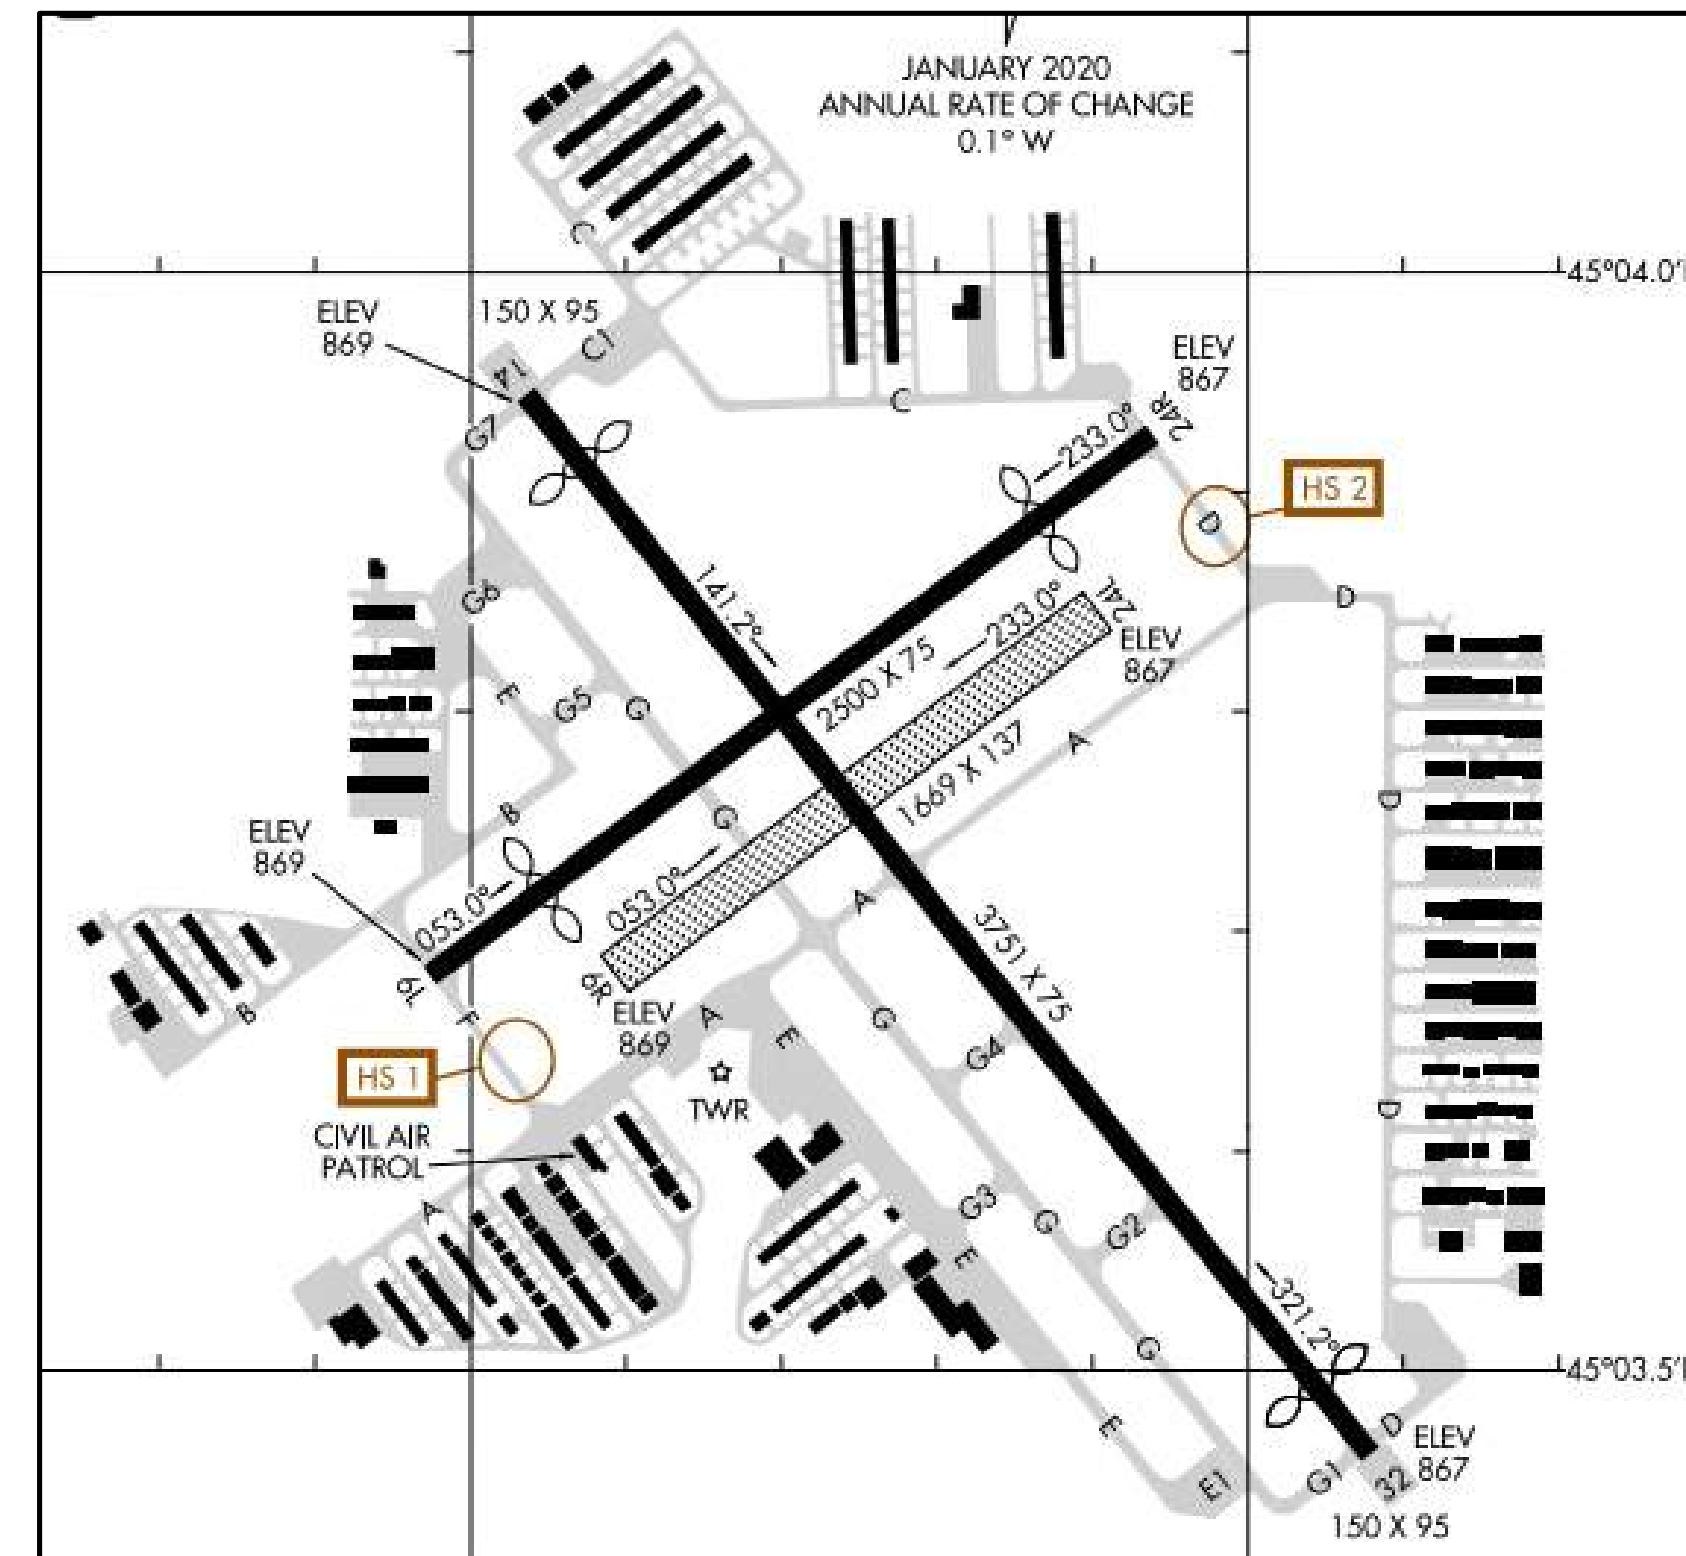 JANUARY 2020
ANNUAL RATE OF CHANGE
0.1° W
C
45°04.0'
ELEV
869
150 X 95
C1
14
ELEV
867
C
24R
233.0°
G7
HS 2
D
G6
141.2°
233.0°
24L
D
ELEV
867
E
G5
G
2500 X 75
A
1669 X 137
D
B
G
ELEV
869
053.0°
053.0°
A
3751 X 75
6L
6R
B
F
ELEV
869
A
E
G
G4
HS 1
TWR
D
CIVIL AIR
PATROL
A
G3
G
G2
E
321.2°
G
45°03.5'
E
D
ELEV
867
E1
G1
32
150 X 95